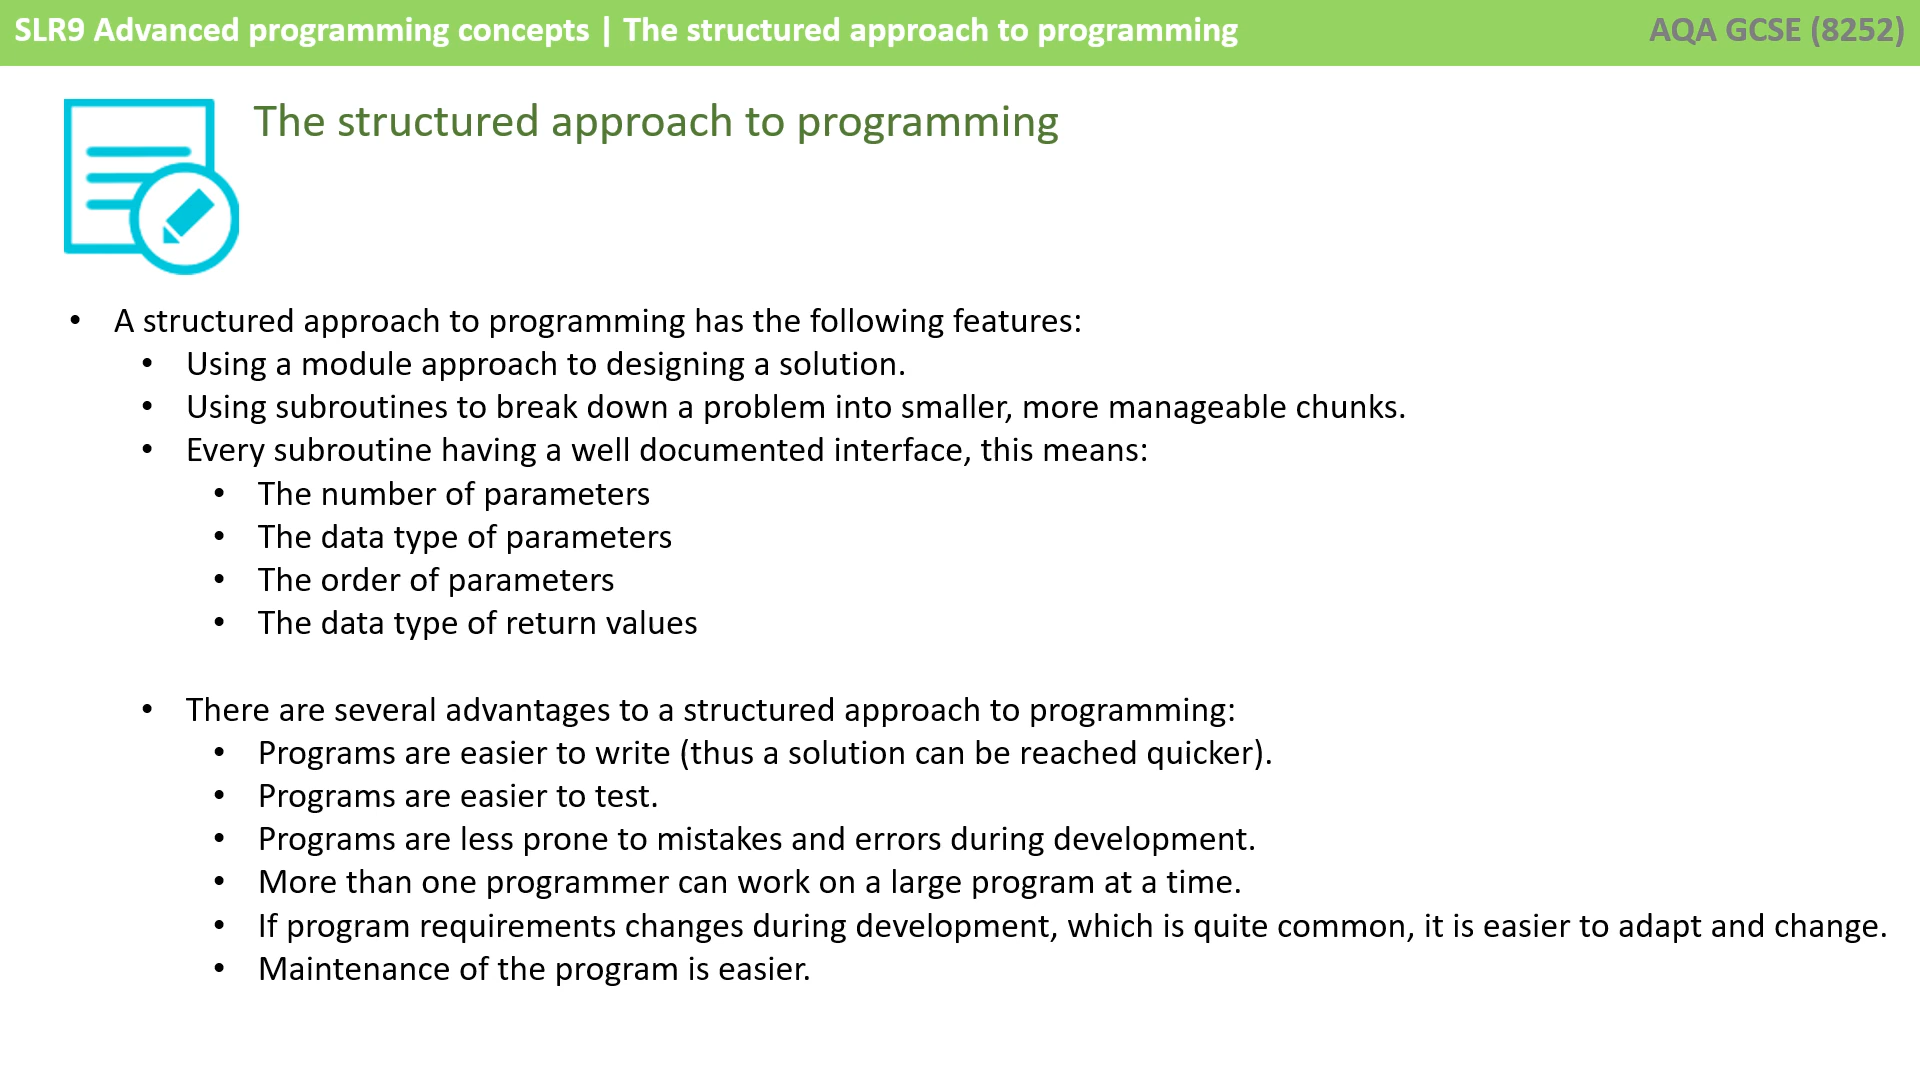 SLR9 Advanced programming concepts | The structured approach to programming
AQA GCSE (8252)
The structured approach to programming
• A structured approach to programming has the following features:
• Using a module approach to designing a solution.
• Using subroutines to break down a problem into smaller, more manageable chunks.
• Every subroutine having a well documented interface, this means:
• The number of parameters
• The data type of parameters
• The order of parameters
• The data type of return values
• There are several advantages to a structured approach to programming:
• Programs are easier to write (thus a solution can be reached quicker).
• Programs are easier to test.
• Programs are less prone to mistakes and errors during development.
• More than one programmer can work on a large program at a time.
• If program requirements changes during development, which is quite common, it is easier to adapt and change.
• Maintenance of the program is easier.